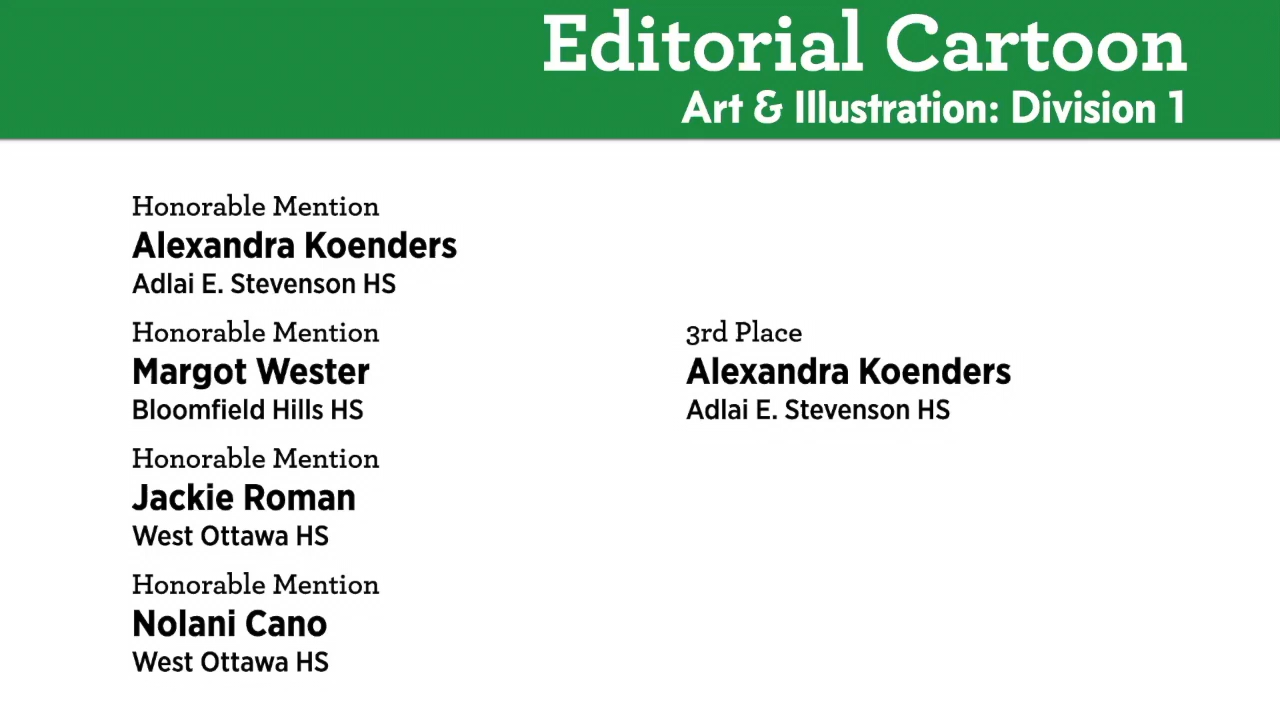 Editorial Cartoon
Art & Illustration: Division 1
Honorable Mention
Alexandra Koenders
Adlai E. Stevenson HS
Honorable Mention
Margot Wester
Bloomfield Hills HS
Honorable Mention
Jackie Roman
West Ottawa HS
Honorable Mention
Nolani Cano
West Ottawa HS
3rd Place
Alexandra Koenders
Adlai E. Stevenson HS